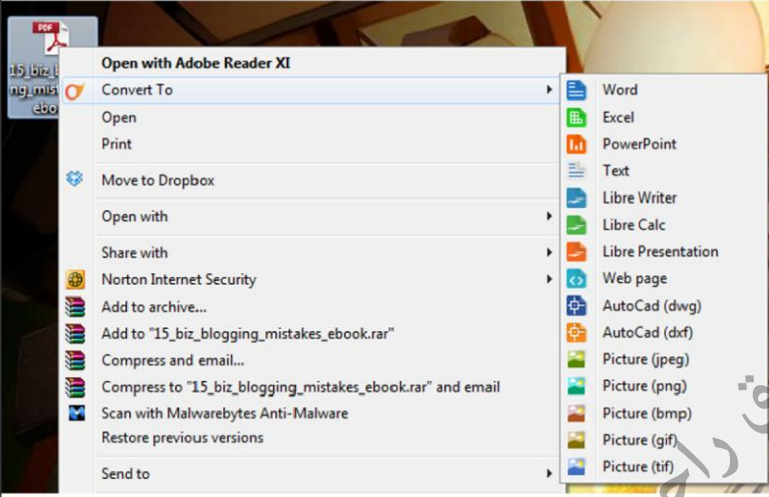 PDF
Open with Adobe Reader XI
Convert To
Open
Print
Move to Dropbox
Open with
Share with
Norton Internet Security
Add to archive...
Add to "15_biz_blogging_mistakes_ebook.rar"
Compress and email...
Compress to "15_biz_blogging_mistakes_ebook.rar" and email
Scan with Malwarebytes Anti-Malware
Restore previous versions
Send to
Word
Excel
PowerPoint
Text
Libre Writer
Libre Calc
Libre Presentation
Web page
AutoCad (dwg)
AutoCad (dxf)
Picture (jpeg)
Picture (png)
Picture (bmp)
Picture (gif)
Picture (tif)